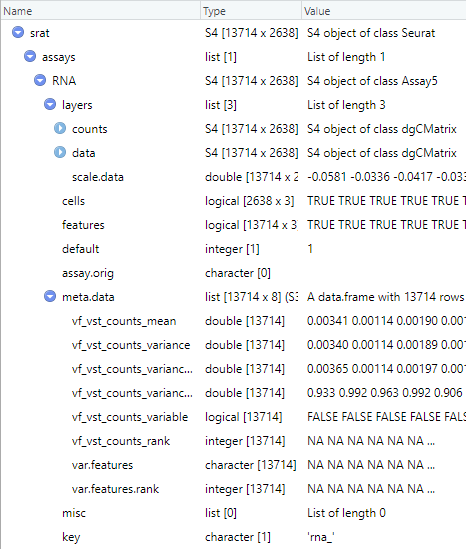 Name Type Value
srat S4 [13714 x 2638] S4 object of class Seurat
assays list [1] List of length 1
RNA S4 [13714 x 2638] S4 object of class Assay5
layers list [3] List of length 3
counts S4 [13714 x 2638] S4 object of class dgCMatrix
data S4 [13714 x 2638] S4 object of class dgCMatrix
scale.data double [13714 x 2 -0.0581 -0.0336 -0.0417 -0.033
cells logical [2638 x 3] TRUE TRUE TRUE TRUE TRUE T
features logical [13714 x 3 TRUE TRUE TRUE TRUE TRUE T
default integer [1] 1
assay.orig character [0]
meta.data list [13714 x 8] (S3 A data.frame with 13714 rows
vf_vst_counts_mean double [13714] 0.00341 0.00114 0.00190 0.001
vf_vst_counts_variance double [13714] 0.00340 0.00114 0.00189 0.001
vf_vst_counts_varianc... double [13714] 0.00365 0.00114 0.00197 0.001
vf_vst_counts_varianc... double [13714] 0.933 0.992 0.963 0.992 0.906
vf_vst_counts_variable logical [13714] FALSE FALSE FALSE FALSE FALS
vf_vst_counts_rank integer [13714] NA NA NA NA NA NA ...
var.features character [13714] NA NA NA NA NA NA ...
var.features.rank integer [13714] NA NA NA NA NA NA ...
misc list [0] List of length 0
key character [1] 'rna_'